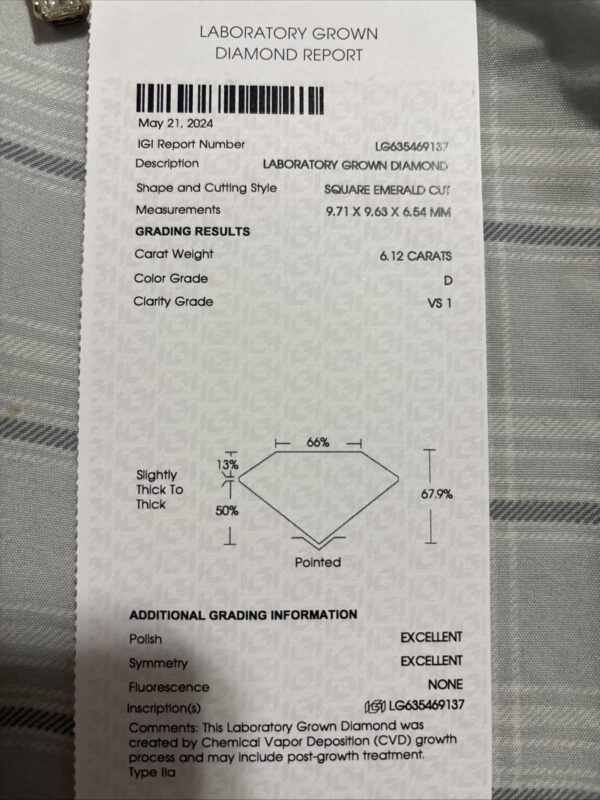 LABORATORY GROWN
DIAMOND REPORT
May 21, 2024
IGI Report Number LG635469137
Description LABORATORY GROWN DIAMOND
Shape and Cutting Style SQUARE EMERALD CUT
Measurements 9.71 X 9.63 X 6.54 MM
GRADING RESULTS
Carat Weight 6.12 CARATS
Color Grade D
Clarity Grade VS 1
66%
13%
Slightly
Thick To
Thick
50%
67.9%
Pointed
ADDITIONAL GRADING INFORMATION
Polish EXCELLENT
Symmetry EXCELLENT
Fluorescence NONE
Inscription(s) IGI LG635469137
Comments: This Laboratory Grown Diamond was
created by Chemical Vapor Deposition (CVD) growth
process and may include post-growth treatment.
Type IIa